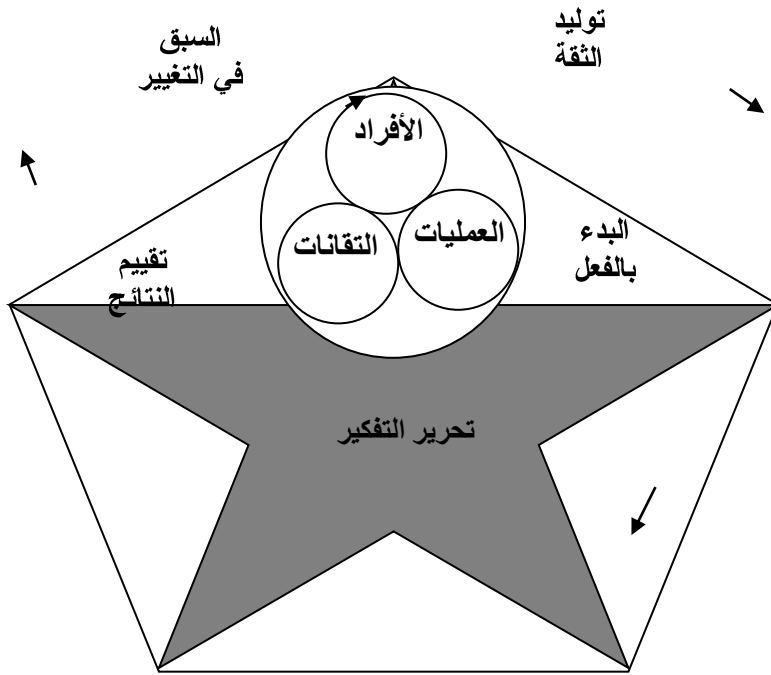 توليد
الثقة
السبق
في التغيير
الأفراد
العمليات
التقانات
البدء
بالفعل
تقييم
النتائج
تحرير التفكير